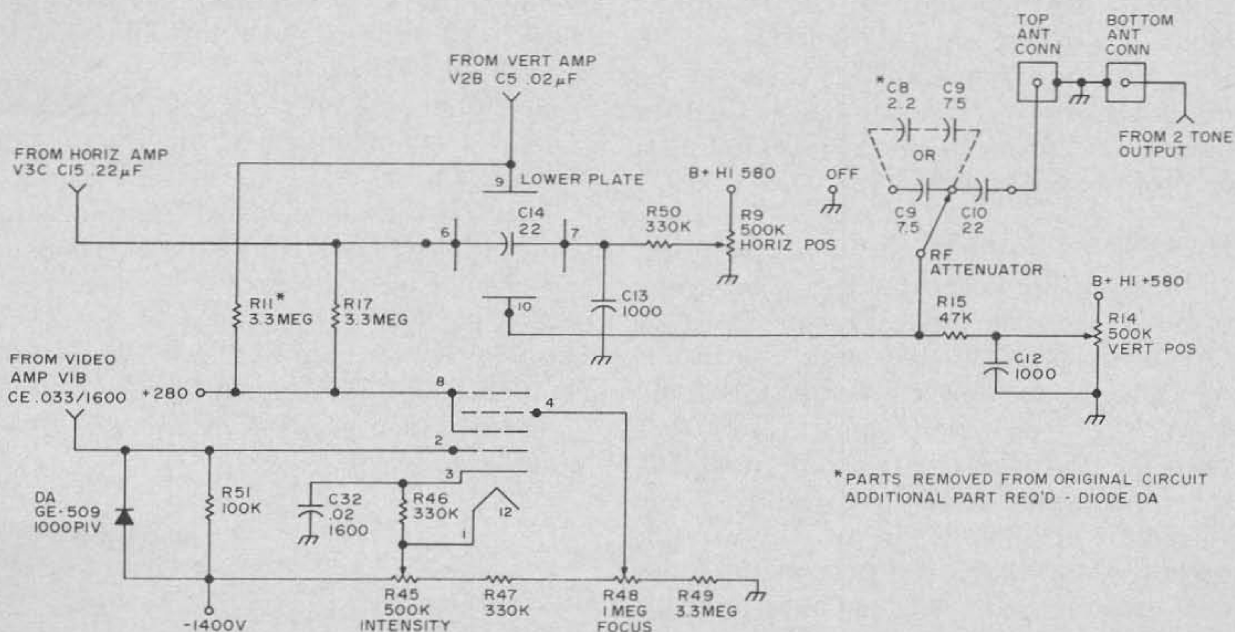 TOP
ANT
CONN
BOTTOM
ANT
CONN
FROM VERT AMP
V2B C5 .02µF
*C8
2.2
C9
7.5
FROM 2 TONE
OUTPUT
FROM HORIZ AMP
V3C C15 .22µF
OR
9
LOWER PLATE
B+ HI 580
OFF
6
C14
22
7
R50
330K
R9
500K
HORIZ POS
C9
7.5
C10
22
RF
ATTENUATOR
10
C13
1000
R11*
3.3MEG
R17
3.3MEG
R15
47K
B+ HI +580
R14
500K
VERT POS
C12
1000
FROM VIDEO
AMP V1B
CE .033/1600
+280
8
4
2
3
*PARTS REMOVED FROM ORIGINAL CIRCUIT
ADDITIONAL PART REQ'D - DIODE DA
DA
GE-509
1000PIV
R51
100K
C32
.02
1600
R46
330K
1
12
-1400V
R45
500K
INTENSITY
R47
330K
R48
1 MEG
FOCUS
R49
3.3MEG